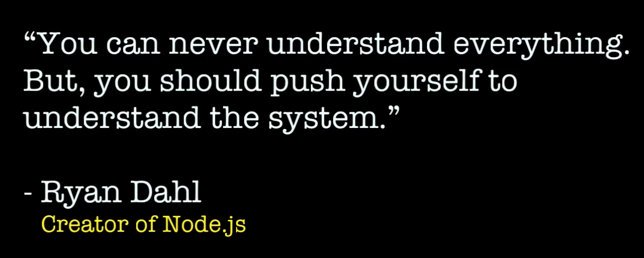 “You can never understand everything.
But, you should push yourself to
understand the system.”
- Ryan Dahl
Creator of Node.js